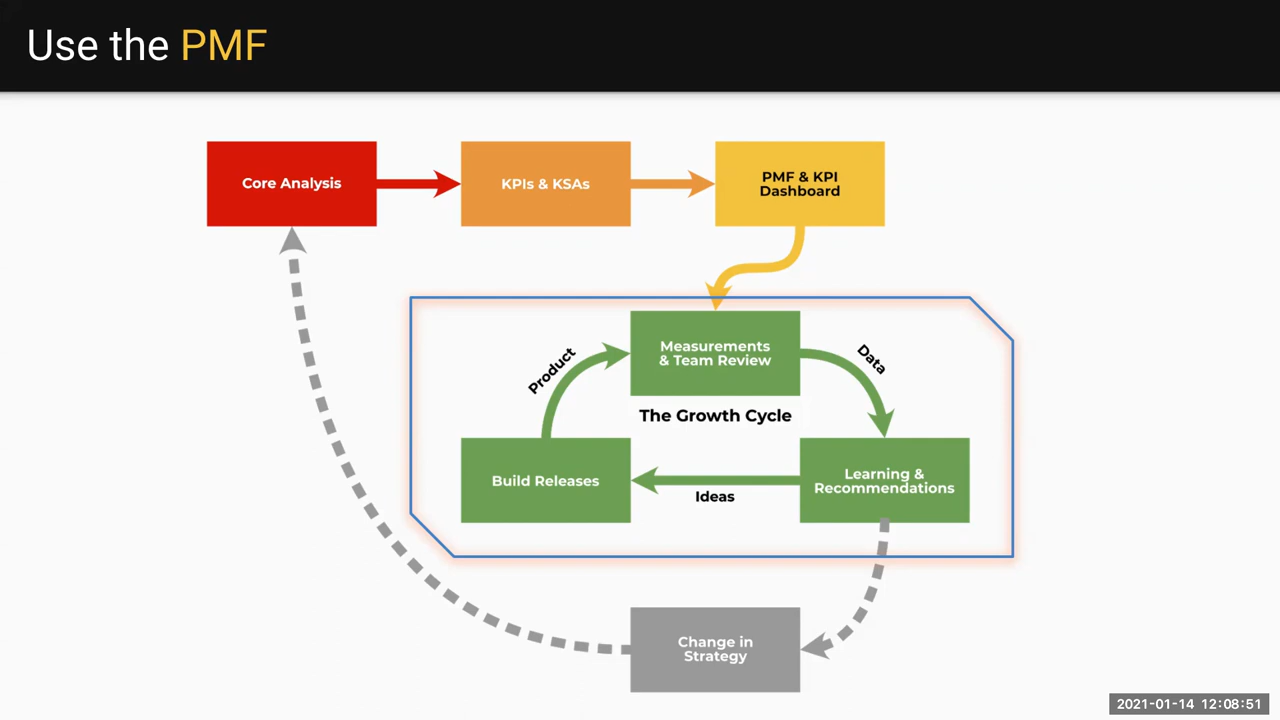 Use the PMF
Core Analysis
KPIs & KSAs
PMF & KPI
Dashboard
Measurements
& Team Review
Product
Data
The Growth Cycle
Build Releases
Learning &
Recommendations
Ideas
Change in
Strategy
2021-01-14 12:08:51